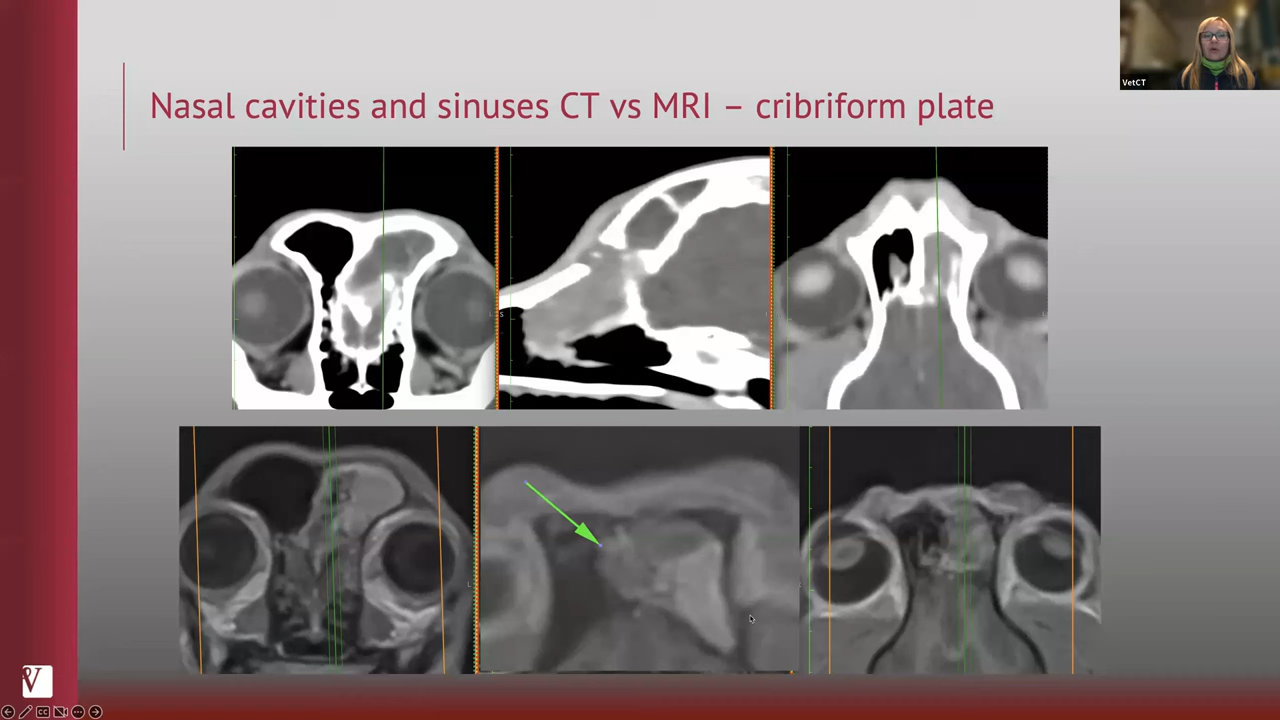 Nasal cavities and sinuses CT vs MRI – cribriform plate
VetCT